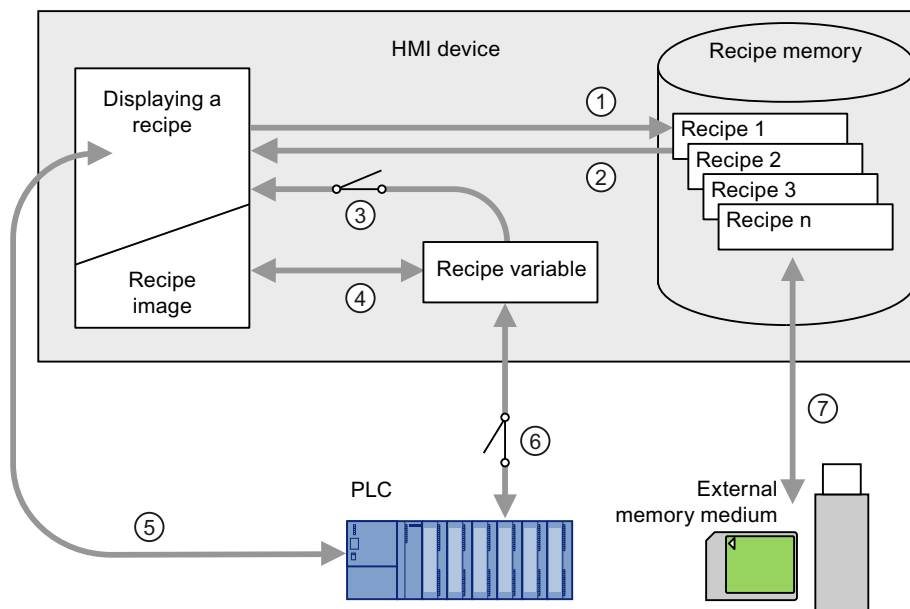 HMI device
Recipe memory
Displaying a
recipe
①
Recipe 1
②
Recipe 2
③
Recipe 3
Recipe n
Recipe variable
④
Recipe
image
⑦
⑥
PLC
External
memory medium
⑤